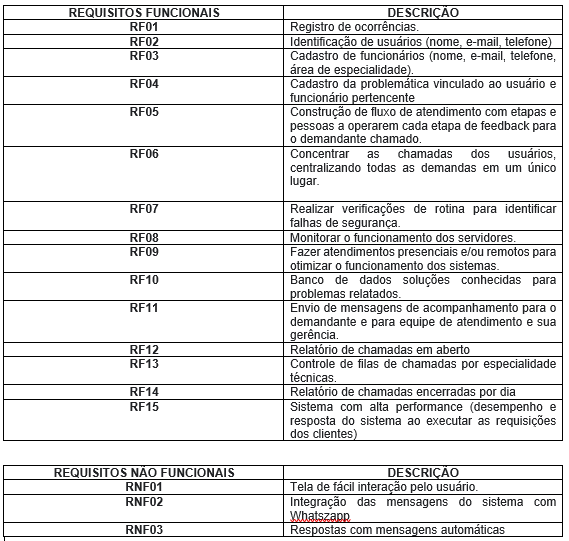 REQUISITOS FUNCIONAIS DESCRIÇÃO
RF01 Registro de ocorrências.
RF02 Identificação de usuários (nome, e-mail, telefone)
RF03 Cadastro de funcionários (nome, e-mail, telefone,
área de especialidade).
RF04 Cadastro da problemática vinculado ao usuário e
funcionário pertencente
RF05 Construção de fluxo de atendimento com etapas e
pessoas a operarem cada etapa de feedback para
o demandante chamado.
RF06 Concentrar as chamadas dos usuários,
centralizando todas as demandas em um único
lugar.
RF07 Realizar verificações de rotina para identificar
falhas de segurança.
RF08 Monitorar o funcionamento dos servidores.
RF09 Fazer atendimentos presenciais e/ou remotos para
otimizar o funcionamento dos sistemas.
RF10 Banco de dados soluções conhecidas para
problemas relatados.
RF11 Envio de mensagens de acompanhamento para o
demandante e para equipe de atendimento e sua
gerência.
RF12 Relatório de chamadas em aberto
RF13 Controle de filas de chamadas por especialidade
técnicas.
RF14 Relatório de chamadas encerradas por dia
RF15 Sistema com alta performance (desempenho e
resposta do sistema ao executar as requisições
dos clientes)
REQUISITOS NÃO FUNCIONAIS DESCRIÇÃO
RNF01 Tela de fácil interação pelo usuário.
RNF02 Integração das mensagens do sistema com
Whatszapp
RNF03 Respostas com mensagens automáticas